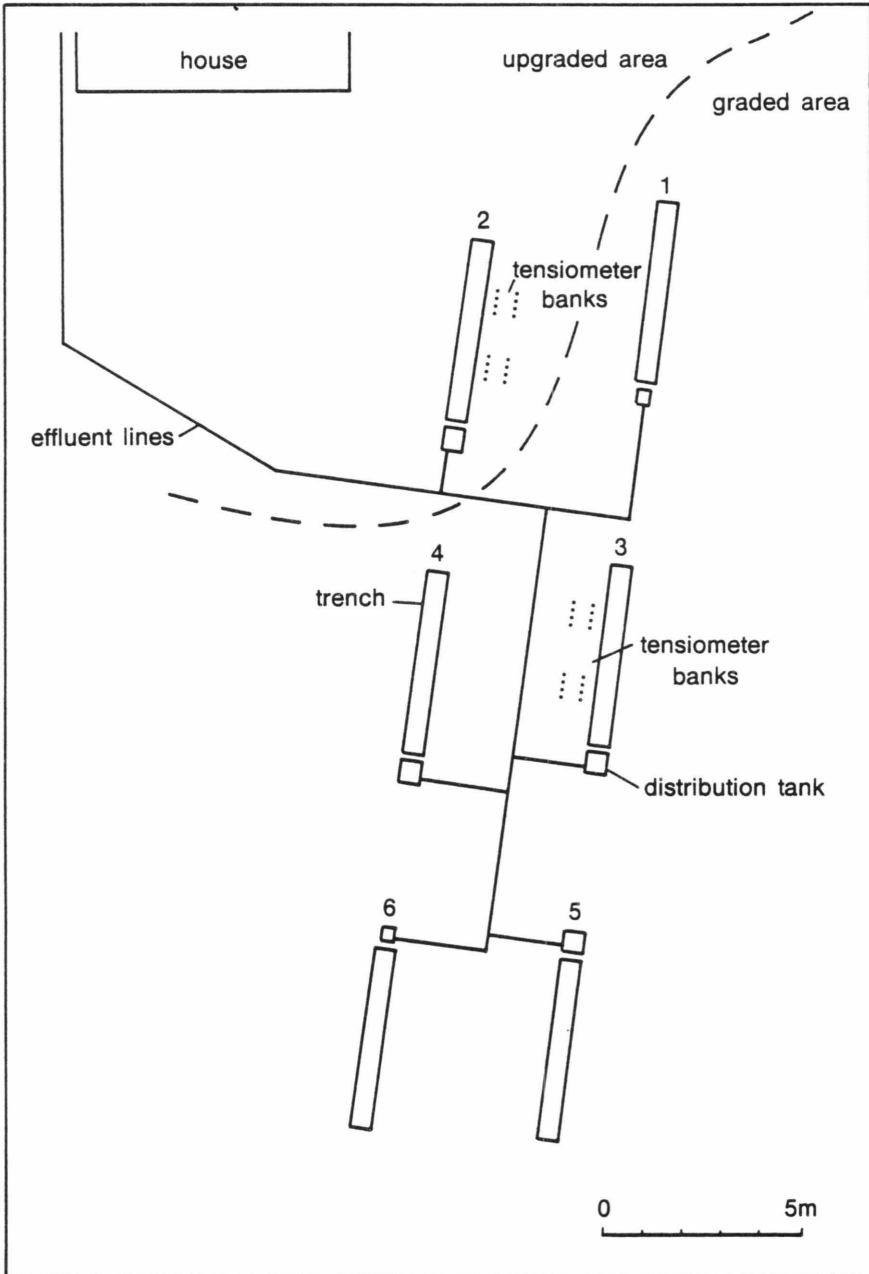 house
upgraded area
graded area
1
2
tensiometer
banks
effluent lines
4
3
trench
tensiometer
banks
distribution tank
6
5
0
5m